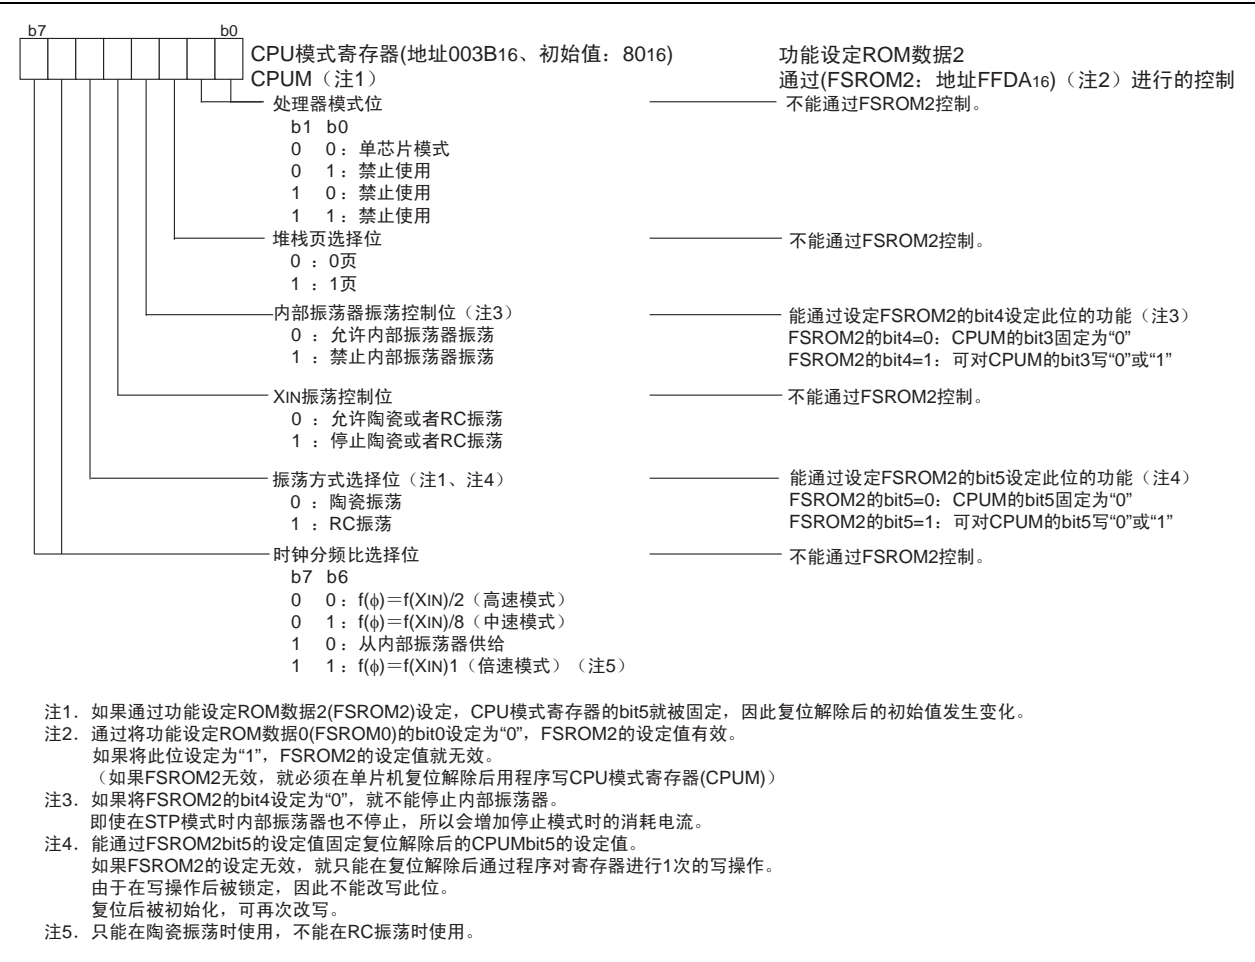 b7 b0
CPU模式寄存器(地址003B16、初始值：8016) 功能设定ROM数据2
CPUM（注1） 通过(FSROM2：地址FFDA16)（注2）进行的控制
处理器模式位 不能通过FSROM2控制。
b1 b0
0 0：单芯片模式
0 1：禁止使用
1 0：禁止使用
1 1：禁止使用
堆栈页选择位 不能通过FSROM2控制。
0 ：0页
1 ：1页
内部振荡器振荡控制位（注3） 能通过设定FSROM2的bit4设定此位的功能（注3）
0 ：允许内部振荡器振荡 FSROM2的bit4=0：CPUM的bit3固定为“0”
1 ：禁止内部振荡器振荡 FSROM2的bit4=1：可对CPUM的bit3写“0”或“1”
XIN振荡控制位 不能通过FSROM2控制。
0 ：允许陶瓷或者RC振荡
1 ：停止陶瓷或者RC振荡
振荡方式选择位（注1、注4） 能通过设定FSROM2的bit5设定此位的功能（注4）
0 ：陶瓷振荡 FSROM2的bit5=0：CPUM的bit5固定为“0”
1 ：RC振荡 FSROM2的bit5=1：可对CPUM的bit5写“0”或“1”
时钟分频比选择位 不能通过FSROM2控制。
b7 b6
0 0：f(φ)＝f(XIN)/2（高速模式）
0 1：f(φ)＝f(XIN)/8（中速模式）
1 0：从内部振荡器供给
1 1：f(φ)＝f(XIN)1（倍速模式）（注5）
注1．如果通过功能设定ROM数据2(FSROM2)设定，CPU模式寄存器的bit5就被固定，因此复位解除后的初始值发生变化。
注2．通过将功能设定ROM数据0(FSROM0)的bit0设定为“0”，FSROM2的设定值有效。
如果将此位设定为“1”，FSROM2的设定值就无效。
（如果FSROM2无效，就必须在单片机复位解除后用程序写CPU模式寄存器(CPUM)）
注3．如果将FSROM2的bit4设定为“0”，就不能停止内部振荡器。
即使在STP模式时内部振荡器也不停止，所以会增加停止模式时的消耗电流。
注4．能通过FSROM2bit5的设定值固定复位解除后的CPUMbit5的设定值。
如果FSROM2的设定无效，就只能在复位解除后通过程序对寄存器进行1次的写操作。
由于在写操作后被锁定，因此不能改写此位。
复位后被初始化，可再次改写。
注5．只能在陶瓷振荡时使用，不能在RC振荡时使用。